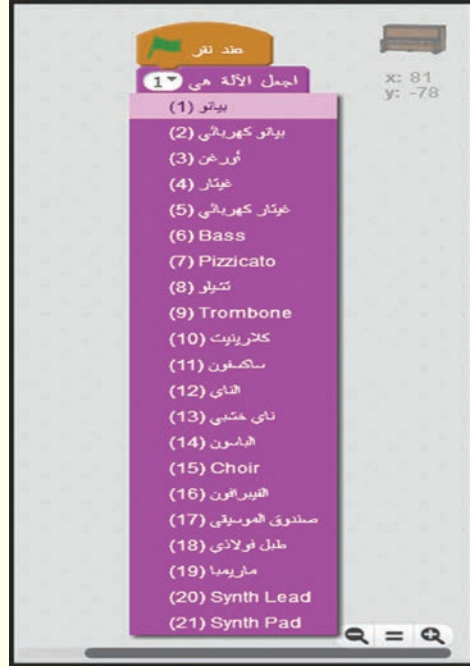 عند نقر
اجعل الآلة هي 1
x: 81
y: -78
(1) بيانو
(2) بيانو كهربائي
(3) أورغن
(4) غيتار
(5) غيتار كهربائي
(6) Bass
(7) Pizzicato
(8) تشيلو
(9) Trombone
(10) كلارينيت
(11) ساكسفون
(12) الناي
(13) ناي خشبي
(14) الباسون
(15) Choir
(16) الفيبرافون
(17) صندوق الموسيقى
(18) طبل فولاذي
(19) ماريمبا
(20) Synth Lead
(21) Synth Pad